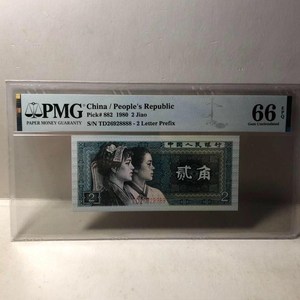 PMG
PAPER MONEY GUARANTY
China / People's Republic
Pick# 882 1980 2 Jiao
S/N TD26928888 - 2 Letter Prefix
66 EPQ
Gem Uncirculated
中国人民银行
贰角
2
2